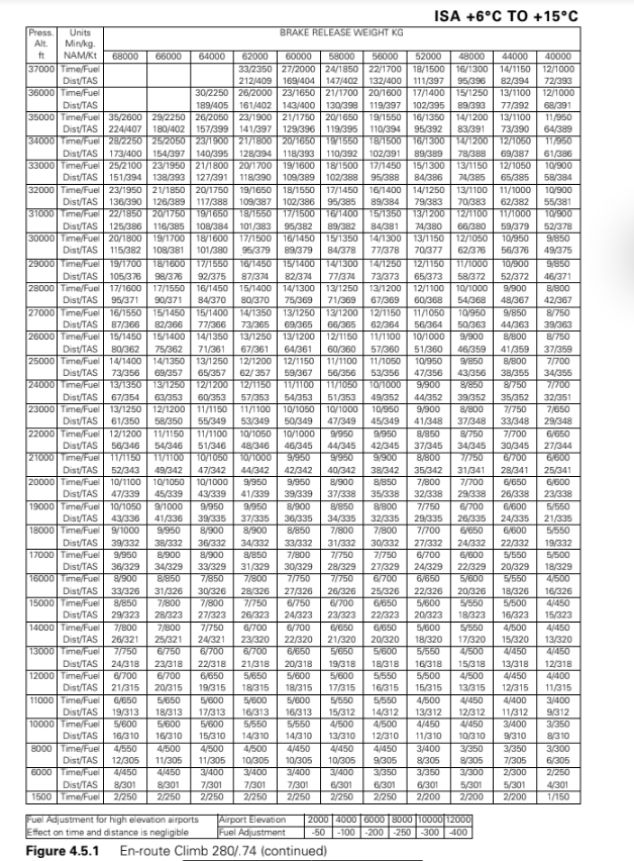 ISA +6°C TO +15°C
Press. Units BRAKE RELEASE WEIGHT KG
Alt. Min/kg.
ft NAM/Kt 68000 66000 64000 62000 60000 58000 56000 52000 48000 44000 40000
37000 Time/Fuel 33/2350 27/2000 24/1850 22/1700 18/1500 16/1300 14/1150 12/1000
Dist/TAS 212/409 169/404 147/402 132/400 111/397 95/396 82/394 72/393
36000 Time/Fuel 30/2250 26/2000 23/1650 21/1700 20/1600 17/1400 15/1250 13/1100 12/1000
Dist/TAS 189/405 161/402 143/400 130/398 119/397 102/395 89/393 77/392 68/391
35000 Time/Fuel 35/2600 29/2250 26/2050 23/1900 21/1750 20/1650 19/1550 16/1350 14/1200 13/1100 11/950
Dist/TAS 224/407 180/402 157/399 141/397 129/396 119/395 110/394 95/392 83/391 73/390 64/389
34000 Time/Fuel 28/2250 25/2050 23/1900 21/1800 20/1650 19/1550 18/1500 16/1300 14/1200 12/1050 11/950
Dist/TAS 173/400 154/397 140/395 128/394 118/393 110/392 102/391 89/389 78/388 69/387 61/386
33000 Time/Fuel 25/2100 23/1950 21/1800 20/1700 19/1600 18/1500 17/1450 15/1300 13/1150 12/1050 10/900
Dist/TAS 151/394 138/393 127/391 118/390 109/389 102/388 95/388 84/386 74/385 65/385 58/384
32000 Time/Fuel 23/1950 21/1850 20/1750 19/1650 18/1550 17/1450 16/1400 14/1250 13/1100 11/1000 10/900
Dist/TAS 136/390 126/389 117/388 109/387 102/386 95/385 89/384 79/383 70/383 62/382 55/381
31000 Time/Fuel 22/1850 20/1750 19/1650 18/1550 17/1500 16/1400 15/1350 13/1200 12/1100 11/1000 10/900
Dist/TAS 125/386 116/385 108/384 101/383 95/382 89/382 84/381 74/380 66/380 59/379 52/378
30000 Time/Fuel 20/1800 19/1700 18/1600 17/1500 16/1450 15/1350 14/1300 13/1150 12/1050 10/950 9/850
Dist/TAS 115/382 108/381 101/380 95/379 89/379 84/378 77/378 70/377 62/376 56/376 49/375
29000 Time/Fuel 19/1700 18/1600 17/1550 16/1450 15/1400 14/1300 14/1250 12/1150 11/1000 10/900 9/850
Dist/TAS 105/376 98/376 92/375 87/374 82/374 77/374 73/373 65/373 58/372 52/372 46/371
28000 Time/Fuel 17/1600 17/1550 16/1450 15/1400 14/1300 13/1250 13/1200 12/1100 10/1000 9/900 8/800
Dist/TAS 95/371 90/371 84/370 80/370 75/369 71/369 67/369 60/368 54/368 48/367 42/367
27000 Time/Fuel 16/1550 15/1450 15/1400 14/1350 13/1250 13/1200 12/1150 11/1050 10/950 9/850 8/750
Dist/TAS 87/366 82/366 77/366 73/365 69/365 66/365 62/364 56/364 50/363 44/363 39/363
26000 Time/Fuel 15/1450 15/1400 14/1350 13/1250 13/1200 12/1150 11/1100 10/1000 9/900 8/800 8/750
Dist/TAS 80/362 75/362 71/361 67/361 64/361 60/360 57/360 51/360 46/359 41/359 37/359
25000 Time/Fuel 14/1400 14/1350 13/1250 12/1200 12/1150 11/1100 11/1050 10/950 9/850 8/800 7/700
Dist/TAS 73/356 69/357 65/357 62/357 59/367 56/356 53/356 47/356 43/356 38/355 34/355
24000 Time/Fuel 13/1350 13/1250 12/1200 12/1150 11/1100 11/1050 10/1000 9/900 8/850 8/750 7/700
Dist/TAS 67/354 63/353 60/353 57/353 54/353 51/353 49/352 44/352 39/352 35/352 32/351
23000 Time/Fuel 13/1250 12/1200 11/1150 11/1100 10/1050 10/1000 10/950 9/900 8/800 7/750 7/650
Dist/TAS 61/350 58/350 55/349 53/349 50/349 47/349 45/349 41/348 37/348 33/348 29/348
22000 Time/Fuel 12/1200 11/1150 11/1100 10/1050 10/1000 9/950 9/950 8/850 8/750 7/700 6/650
Dist/TAS 56/346 54/346 51/346 48/346 46/345 44/345 42/345 37/345 34/345 30/345 27/344
21000 Time/Fuel 11/1150 11/1100 10/1050 10/1000 9/950 9/950 9/900 8/800 7/750 6/700 6/600
Dist/TAS 52/343 49/342 47/342 44/342 42/342 40/342 38/342 35/342 31/341 28/341 25/341
20000 Time/Fuel 10/1100 10/1050 10/1000 9/950 9/950 8/900 8/850 7/800 7/700 6/650 6/600
Dist/TAS 47/339 45/339 43/339 41/339 39/339 37/338 35/338 32/338 29/338 26/338 23/338
19000 Time/Fuel 10/1050 9/1000 9/950 9/950 8/900 8/850 8/800 7/750 6/700 6/600 5/550
Dist/TAS 43/336 41/336 39/335 37/335 36/335 34/335 32/335 29/335 26/335 24/335 21/335
18000 Time/Fuel 9/1000 9/950 8/900 8/900 8/850 7/800 7/800 7/700 6/650 6/600 5/550
Dist/TAS 39/332 38/332 36/332 34/332 33/332 31/332 30/332 27/332 24/332 22/332 19/332
17000 Time/Fuel 9/950 8/900 8/900 8/850 7/800 7/750 7/750 6/700 6/600 5/550 5/500
Dist/TAS 36/329 34/329 33/329 31/329 30/329 28/329 27/329 24/329 22/329 20/329 18/329
16000 Time/Fuel 8/900 8/850 7/850 7/800 7/750 7/750 6/700 6/650 5/600 5/550 4/500
Dist/TAS 33/326 31/326 30/326 28/326 27/326 26/326 25/326 22/326 20/326 18/326 16/326
15000 Time/Fuel 8/850 7/800 7/800 7/750 6/750 6/700 6/650 5/600 5/550 5/500 4/450
Dist/TAS 29/323 28/323 27/323 26/323 24/323 23/323 22/323 20/323 18/323 16/323 15/323
14000 Time/Fuel 7/800 7/800 7/750 6/700 6/700 6/650 6/650 5/600 5/550 4/500 4/450
Dist/TAS 26/321 25/321 24/321 23/320 22/320 21/320 20/320 18/320 17/320 15/320 13/320
13000 Time/Fuel 7/750 6/750 6/700 6/700 6/650 5/650 5/600 5/550 4/500 4/450 4/450
Dist/TAS 24/318 23/318 22/318 21/318 20/318 19/318 18/318 16/318 15/318 13/318 12/318
12000 Time/Fuel 6/700 6/700 6/650 5/650 5/600 5/600 5/550 5/500 4/500 4/450 4/400
Dist/TAS 21/315 20/315 19/315 18/315 18/315 17/315 16/315 15/315 13/315 12/315 11/315
11000 Time/Fuel 6/650 5/650 5/600 5/600 5/600 5/550 5/550 4/500 4/450 4/400 3/400
Dist/TAS 19/313 18/313 17/313 16/313 16/313 15/312 14/312 13/312 12/312 11/312 9/312
10000 Time/Fuel 5/600 5/600 5/600 5/550 5/550 4/500 4/500 4/450 4/450 3/400 3/350
Dist/TAS 16/310 16/310 15/310 14/310 14/310 13/310 12/310 11/310 10/310 9/310 8/310
8000 Time/Fuel 4/550 4/500 4/500 4/500 4/450 4/450 4/450 3/400 3/350 3/350 3/300
Dist/TAS 12/305 11/305 11/305 10/305 10/305 10/305 9/305 8/305 8/305 7/305 6/305
6000 Time/Fuel 4/450 4/450 3/400 3/400 3/400 3/400 3/350 3/350 3/300 2/300 2/250
Dist/TAS 8/301 8/301 7/301 7/301 7/301 6/301 6/301 6/301 5/301 5/301 4/301
1500 Time/Fuel 2/250 2/250 2/250 2/250 2/250 2/250 2/250 2/200 2/200 2/200 1/150
Fuel Adjustment for high elevation airports Airport Elevation 2000 4000 6000 8000 10000 12000
Effect on time and distance is negligible Fuel Adjustment -50 -100 -200 -250 -300 -400
Figure 4.5.1 En-route Climb 280/.74 (continued)